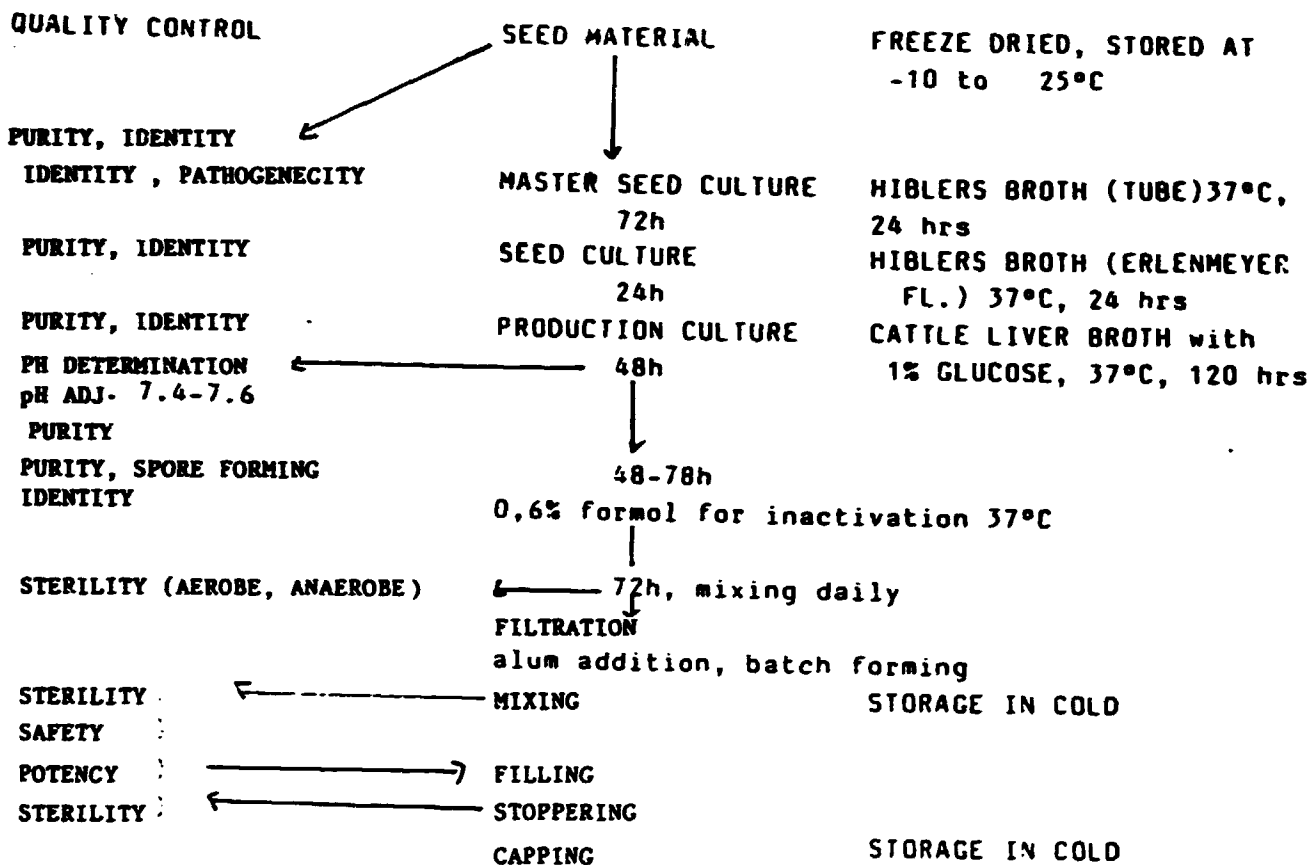 QUALITY CONTROL SEED MATERIAL FREEZE DRIED, STORED AT
-10 to 25°C
PURITY, IDENTITY
IDENTITY , PATHOGENECITY MASTER SEED CULTURE HIBLERS BROTH (TUBE)37°C,
72h 24 hrs
PURITY, IDENTITY SEED CULTURE HIBLERS BROTH (ERLENMEYER
24h FL.) 37°C, 24 hrs
PURITY, IDENTITY PRODUCTION CULTURE CATTLE LIVER BROTH with
PH DETERMINATION 48h 1% GLUCOSE, 37°C, 120 hrs
pH ADJ. 7.4-7.6
PURITY
PURITY, SPORE FORMING 48-78h
IDENTITY
0,6% formol for inactivation 37°C
STERILITY (AEROBE, ANAEROBE) 72h, mixing daily
FILTRATION
alum addition, batch forming
STERILITY MIXING STORAGE IN COLD
SAFETY
POTENCY FILLING
STERILITY STOPPERING
CAPPING STORAGE IN COLD